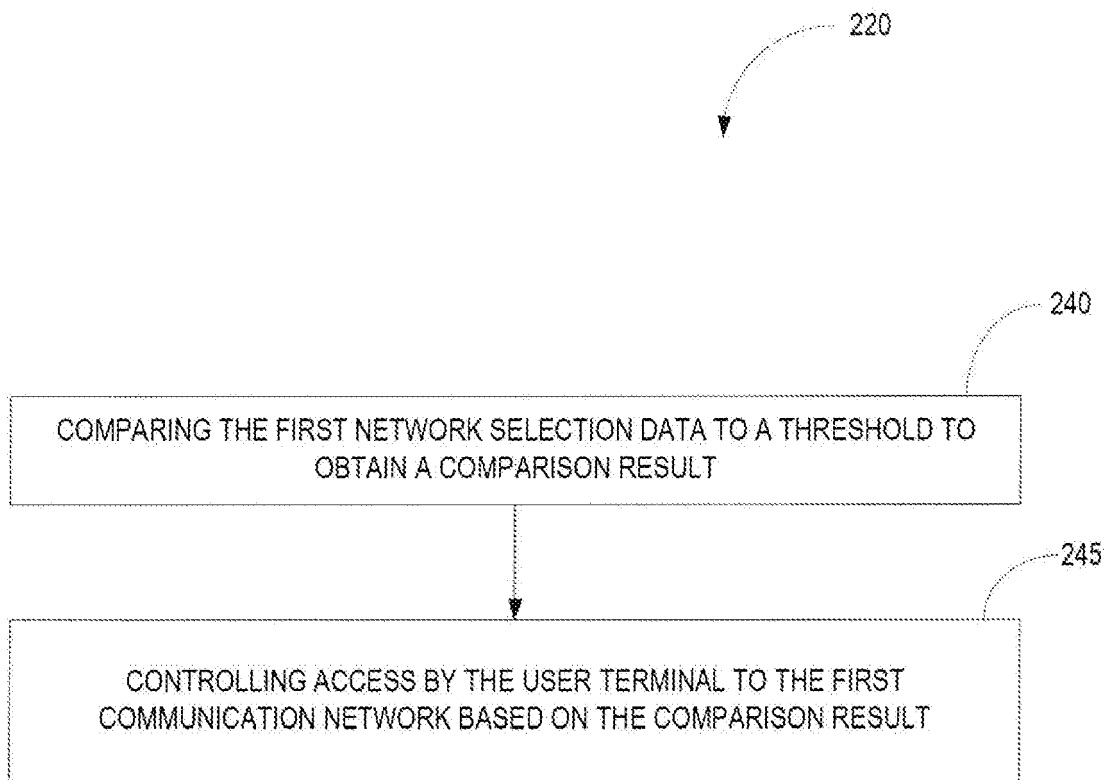 220
240
COMPARING THE FIRST NETWORK SELECTION DATA TO A THRESHOLD TO
OBTAIN A COMPARISON RESULT
245
CONTROLLING ACCESS BY THE USER TERMINAL TO THE FIRST
COMMUNICATION NETWORK BASED ON THE COMPARISON RESULT